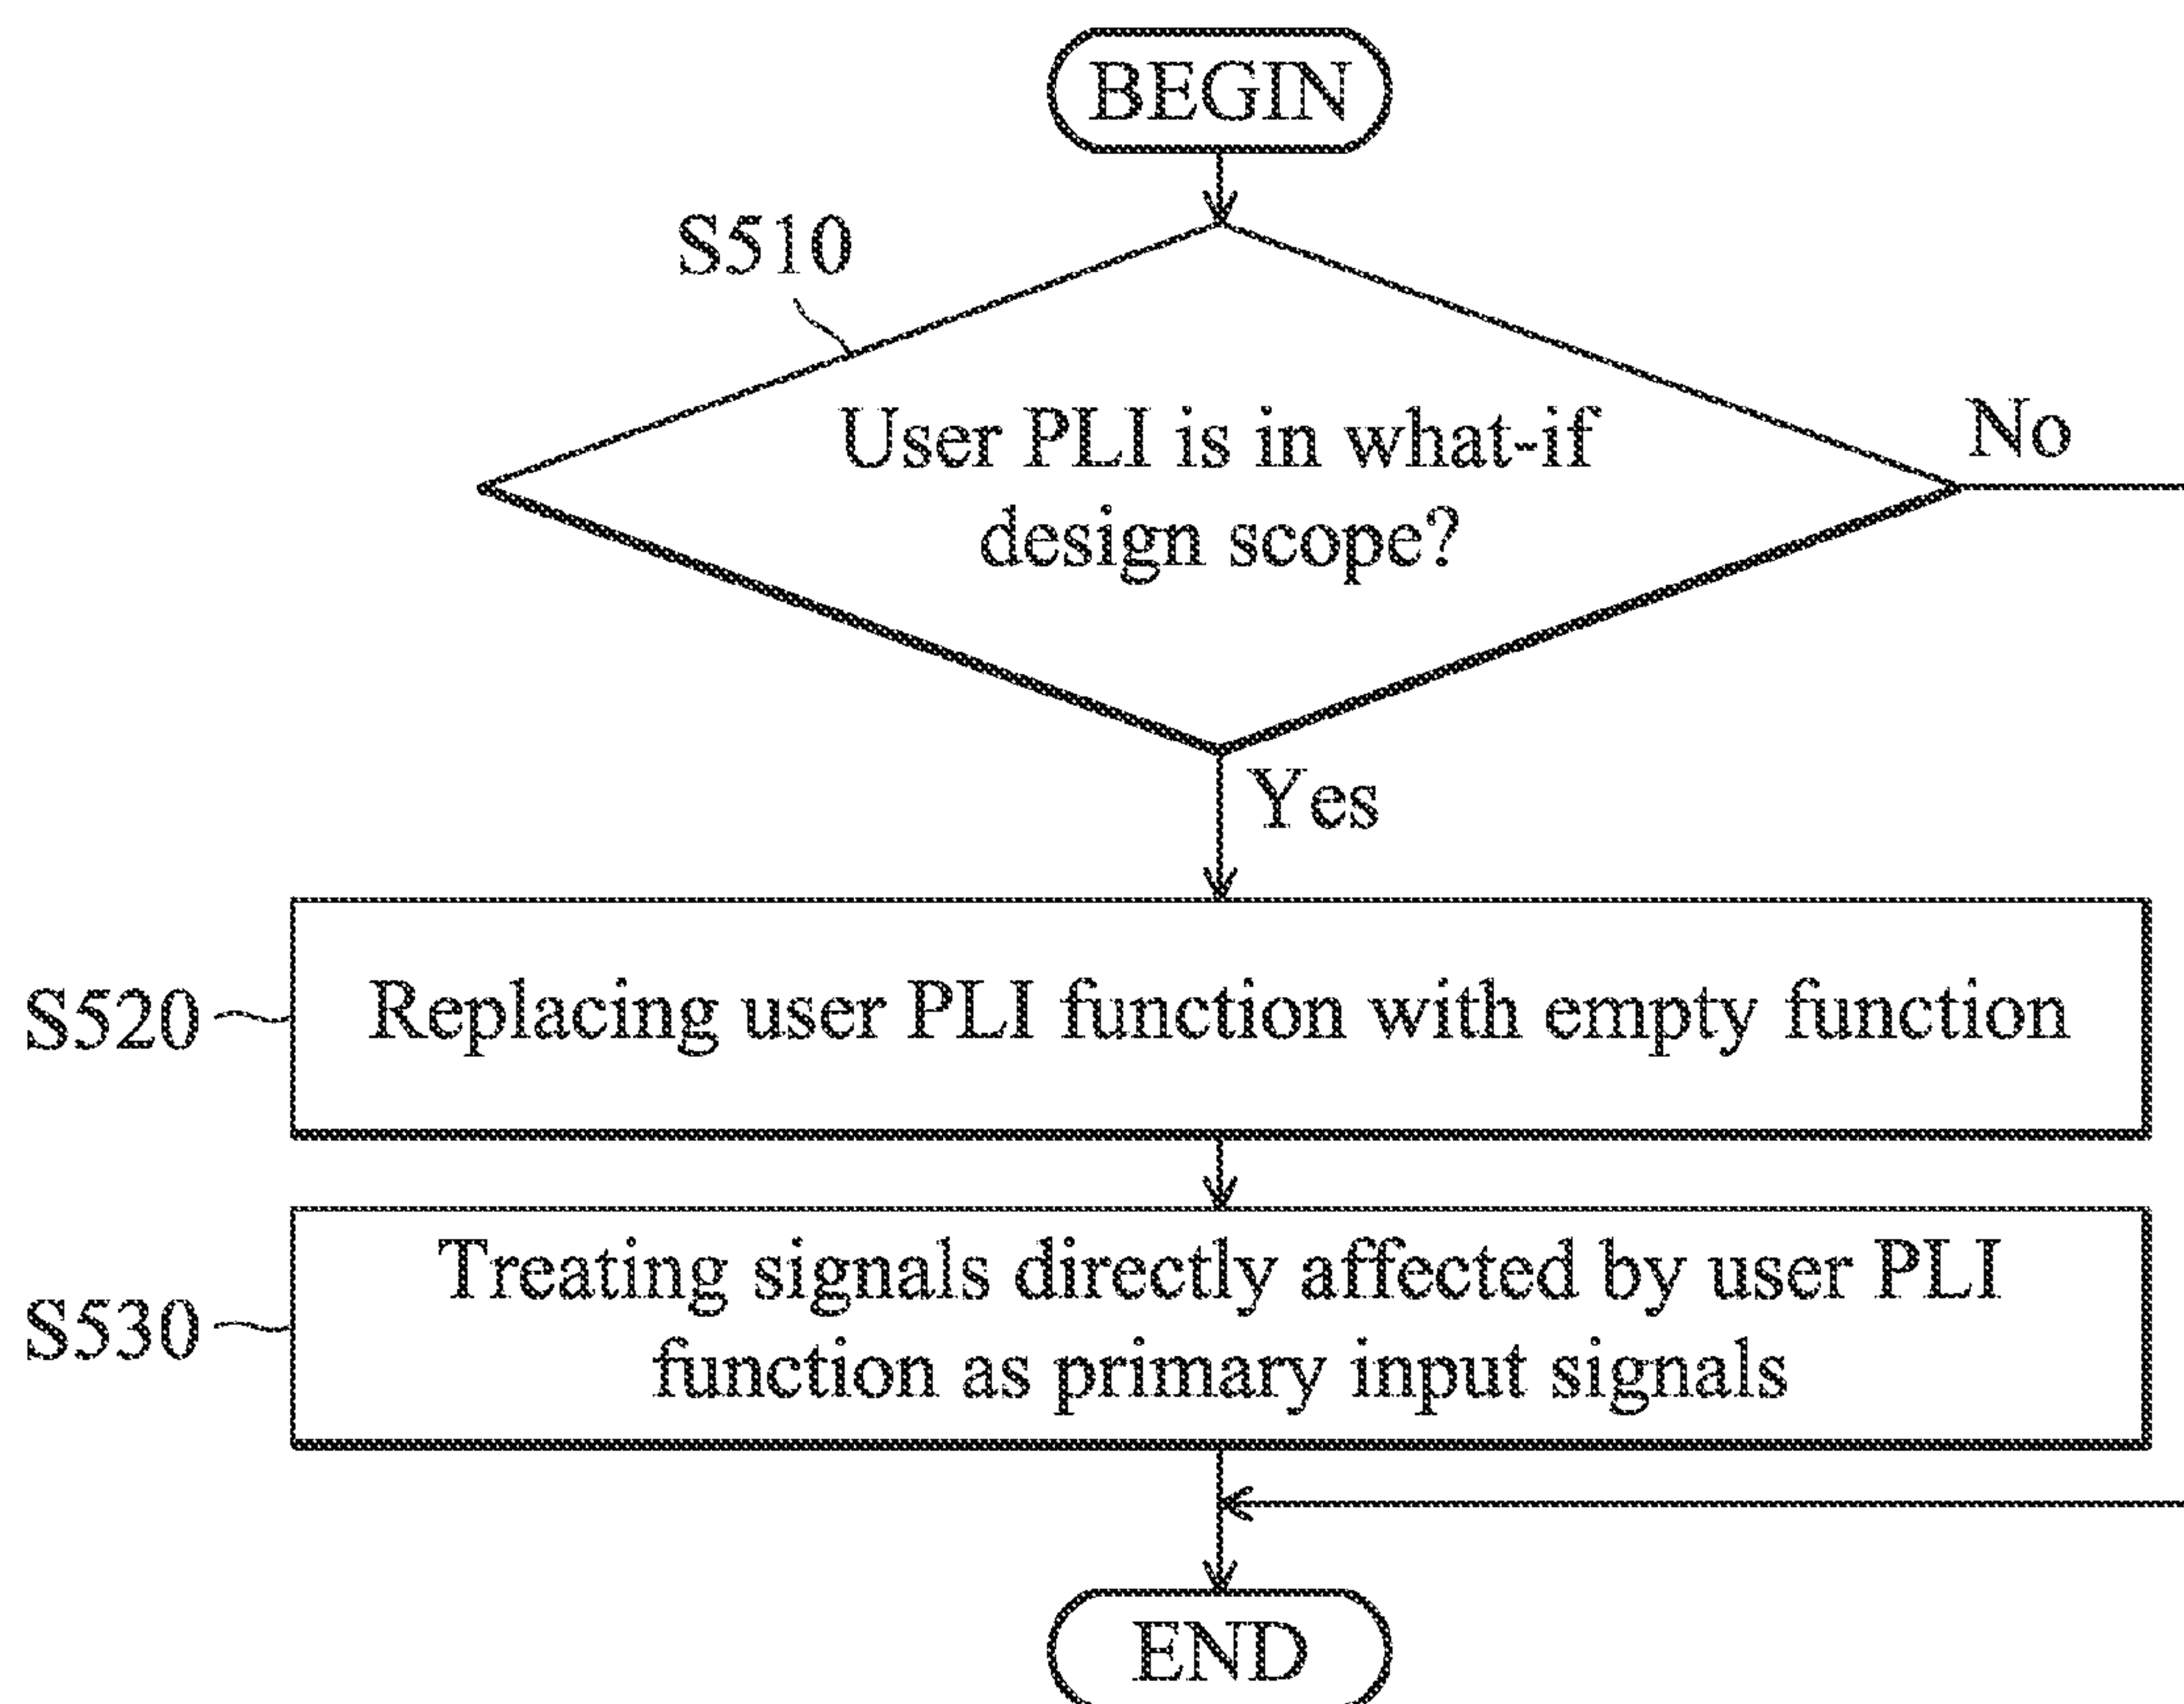 BEGIN
S510
User PLI is in what-if
design scope?
No
Yes
S520
Replacing user PLI function with empty function
S530
Treating signals directly affected by user PLI
function as primary input signals
END